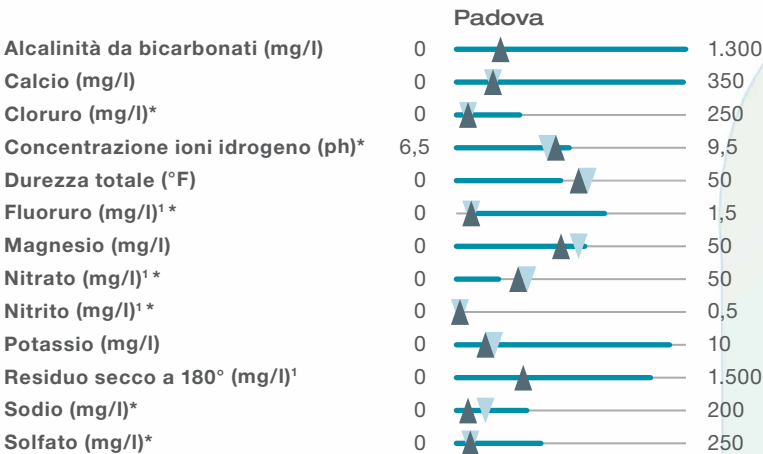 Padova
Alcalinità da bicarbonati (mg/l) 0 1.300
Calcio (mg/l) 0 350
Cloruro (mg/l)* 0 250
Concentrazione ioni idrogeno (ph)* 6,5 9,5
Durezza totale (°F) 0 50
Fluoruro (mg/l)¹ * 0 1,5
Magnesio (mg/l) 0 50
Nitrato (mg/l)¹ * 0 50
Nitrito (mg/l)¹ * 0 0,5
Potassio (mg/l) 0 10
Residuo secco a 180° (mg/l)¹ 0 1.500
Sodio (mg/l)* 0 200
Solfato (mg/l)* 0 250